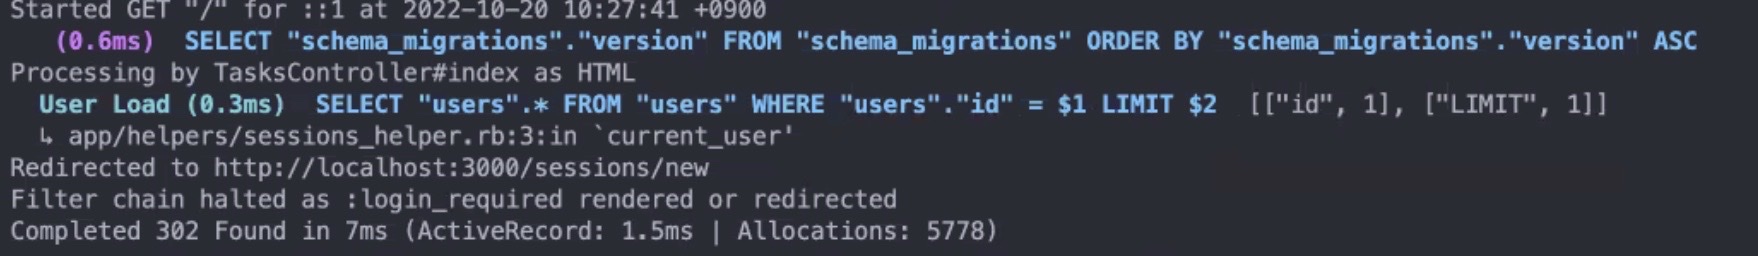 Started GET "/" for ::1 at 2022-10-20 10:27:41 +0900
(0.6ms) SELECT "schema_migrations"."version" FROM "schema_migrations" ORDER BY "schema_migrations"."version" ASC
Processing by TasksController#index as HTML
User Load (0.3ms) SELECT "users".* FROM "users" WHERE "users"."id" = $1 LIMIT $2 [["id", 1], ["LIMIT", 1]]
↳ app/helpers/sessions_helper.rb:3:in `current_user'
Redirected to http://localhost:3000/sessions/new
Filter chain halted as :login_required rendered or redirected
Completed 302 Found in 7ms (ActiveRecord: 1.5ms | Allocations: 5778)